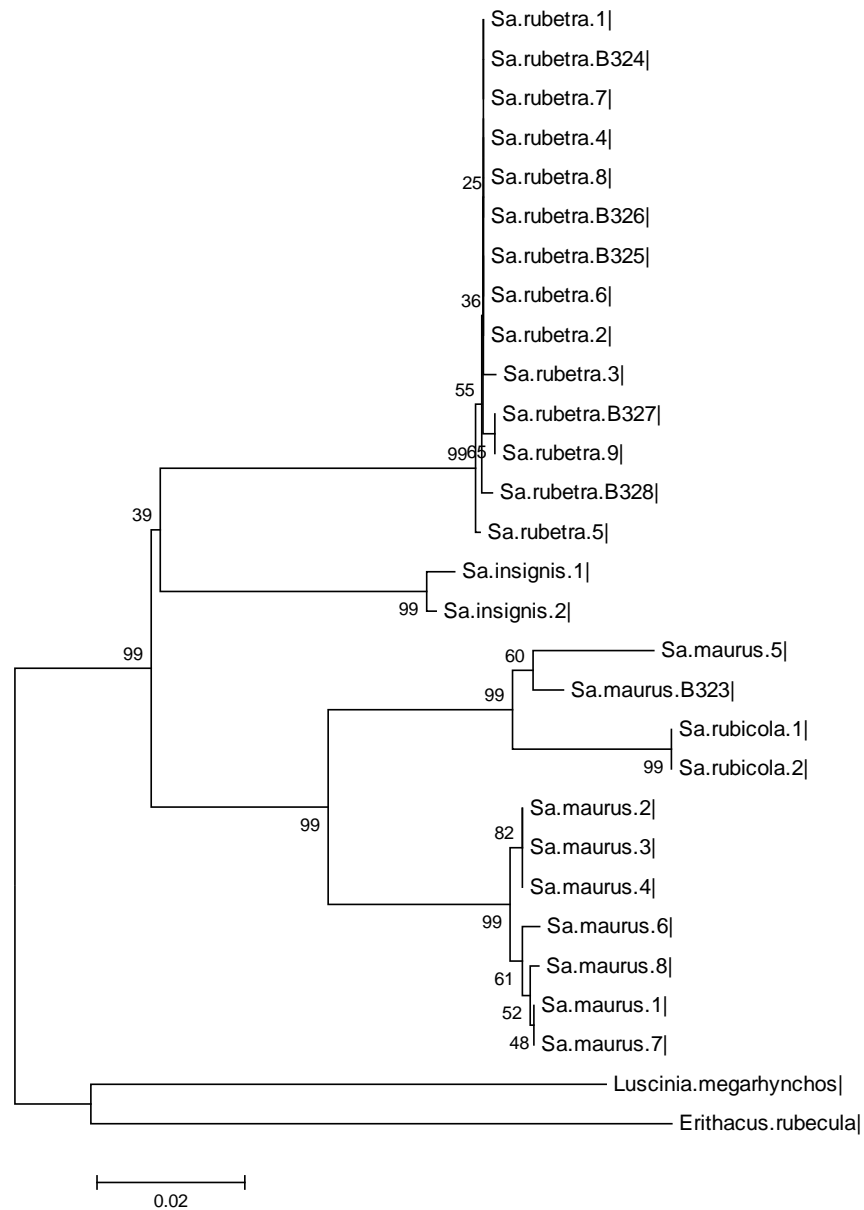 Sa.rubetra.1|
Sa.rubetra.B324|
Sa.rubetra.7|
Sa.rubetra.4|
Sa.rubetra.8|
25
Sa.rubetra.B326|
Sa.rubetra.B325|
Sa.rubetra.6|
36
Sa.rubetra.2|
Sa.rubetra.3|
55
Sa.rubetra.B327|
Sa.rubetra.9|
99
65
Sa.rubetra.B328|
39
Sa.rubetra.5|
Sa.insignis.1|
Sa.insignis.2|
99
Sa.maurus.5|
60
99
Sa.maurus.B323|
99
Sa.rubicola.1|
Sa.rubicola.2|
99
Sa.maurus.2|
99
82
Sa.maurus.3|
Sa.maurus.4|
99
Sa.maurus.6|
Sa.maurus.8|
61
Sa.maurus.1|
52
Sa.maurus.7|
48
Luscinia.megarhynchos|
Erithacus.rubecula|
0.02